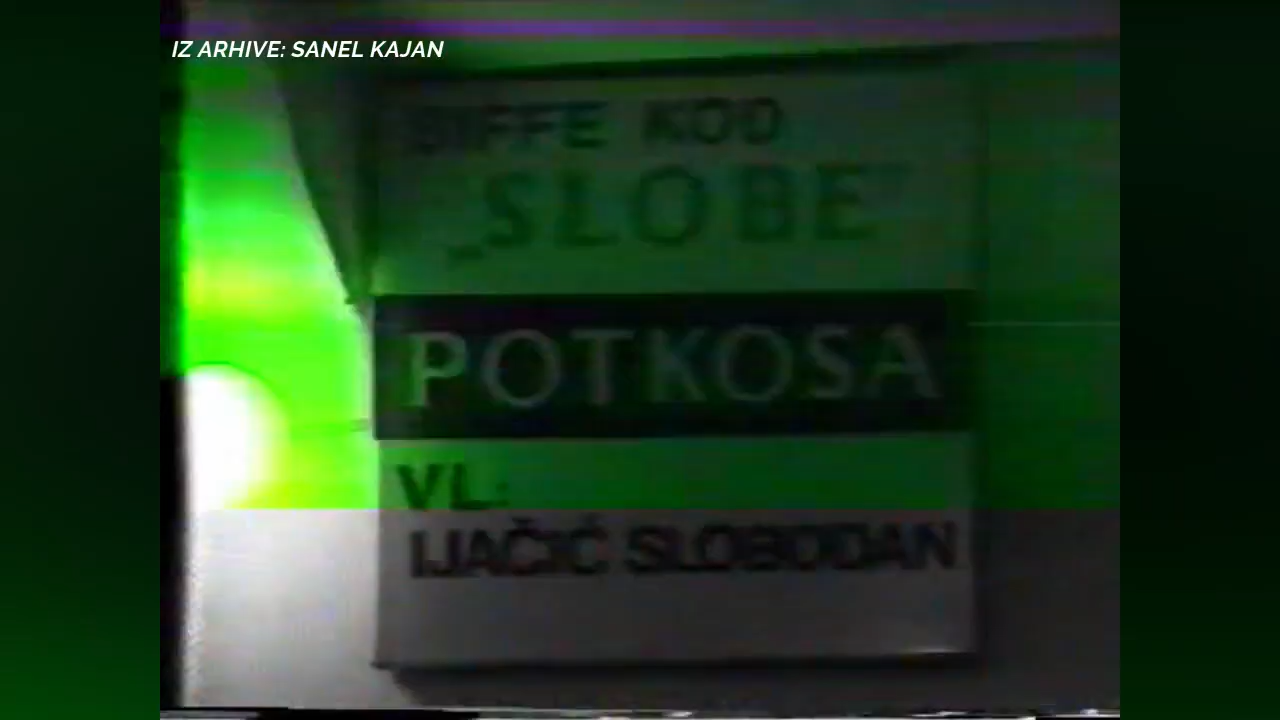 IZ ARHIVE: SANEL KAJAN
BIFFE KOD
„SLOBE"
POTKOSA
VL:
IJAČIĆ SLOBODAN